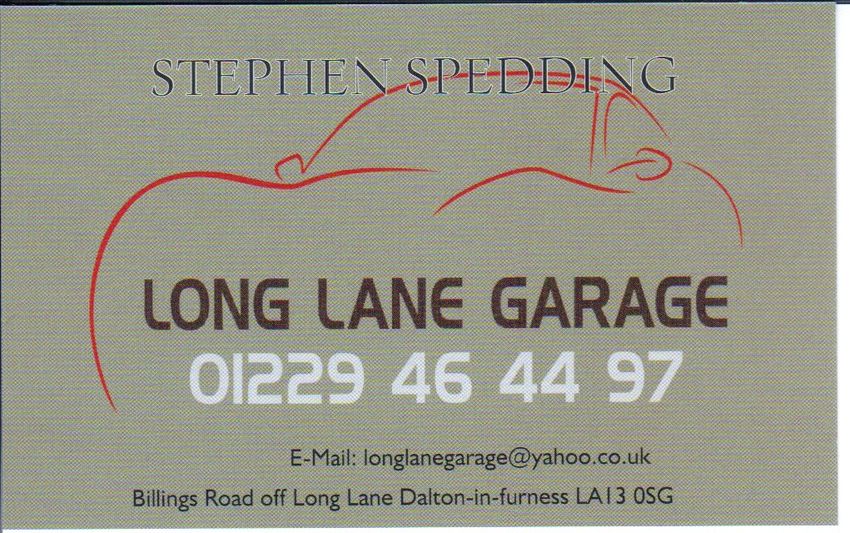 STEPHEN SPEDDING
LONG LANE GARAGE
01229 46 44 97
E-Mail: longlanegarage@yahoo.co.uk
Billings Road off Long Lane Dalton-in-furness LA13 0SG